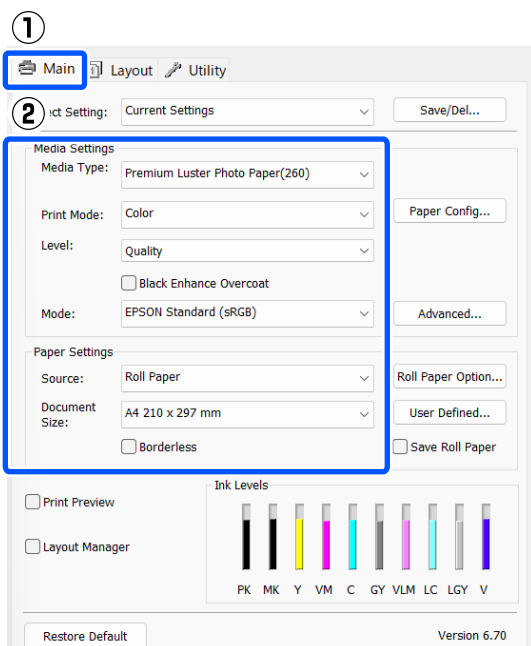 ①
Main Layout Utility
②
ect Setting: Current Settings Save/Del...
Media Settings
Media Type: Premium Luster Photo Paper(260)
Print Mode: Color Paper Config...
Level: Quality
Black Enhance Overcoat
Mode: EPSON Standard (sRGB) Advanced...
Paper Settings
Source: Roll Paper Roll Paper Option...
Document
Size: A4 210 x 297 mm User Defined...
Borderless Save Roll Paper
Ink Levels
Print Preview
Layout Manager
PK MK Y VM C GY VLM LC LGY V
Restore Default Version 6.70